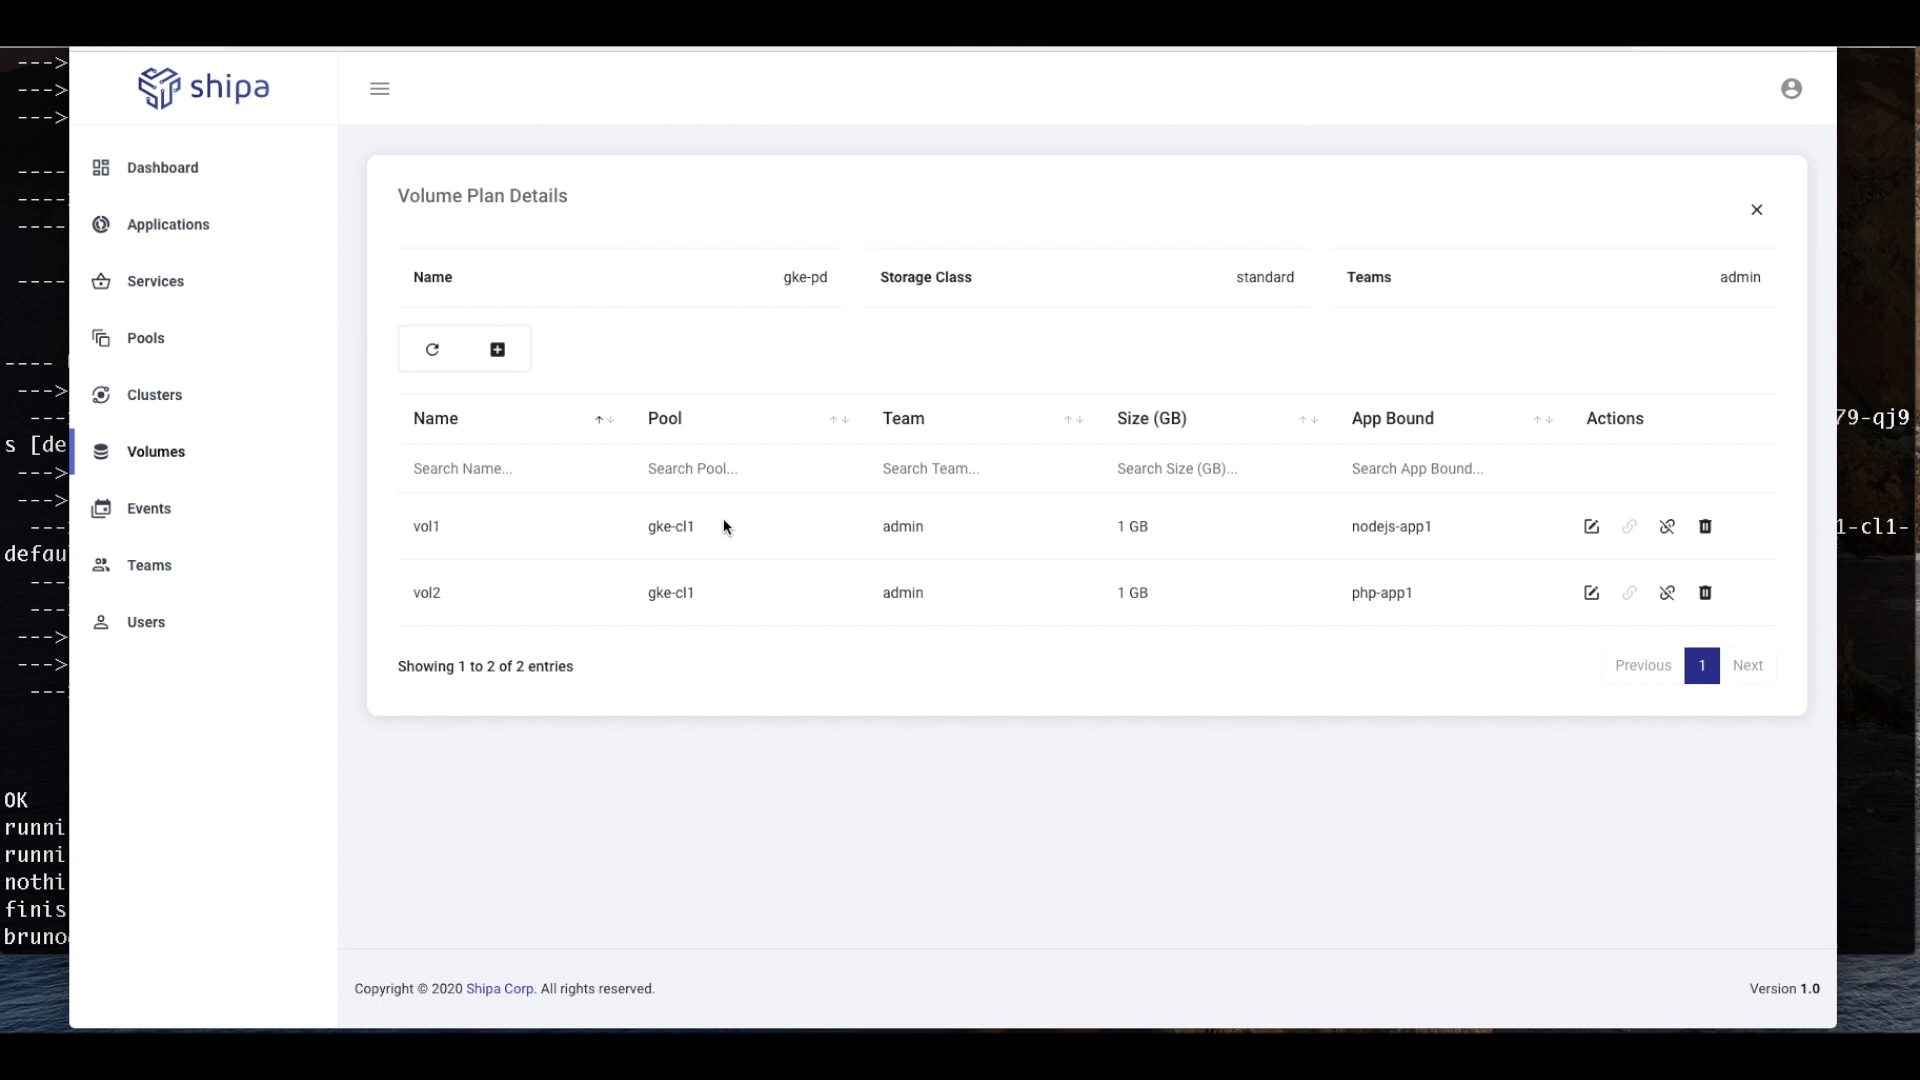 shipa
Dashboard
Applications
Services
Pools
Clusters
Volumes
Events
Teams
Users
Volume Plan Details
Name gke-pd Storage Class standard Teams admin
Name Pool Team Size (GB) App Bound Actions
Search Name... Search Pool... Search Team... Search Size (GB)... Search App Bound...
vol1 gke-cl1 admin 1 GB nodejs-app1
vol2 gke-cl1 admin 1 GB php-app1
Showing 1 to 2 of 2 entries
Previous 1 Next
Copyright © 2020 Shipa Corp. All rights reserved.
Version 1.0
--->
--->
--->
----
----
----
----
----
--->
---
s [de
--->
--->
---
defau
---
---
--->
--->
---
OK
runni
runni
nothi
finis
bruno
79-qj9
1-cl1-